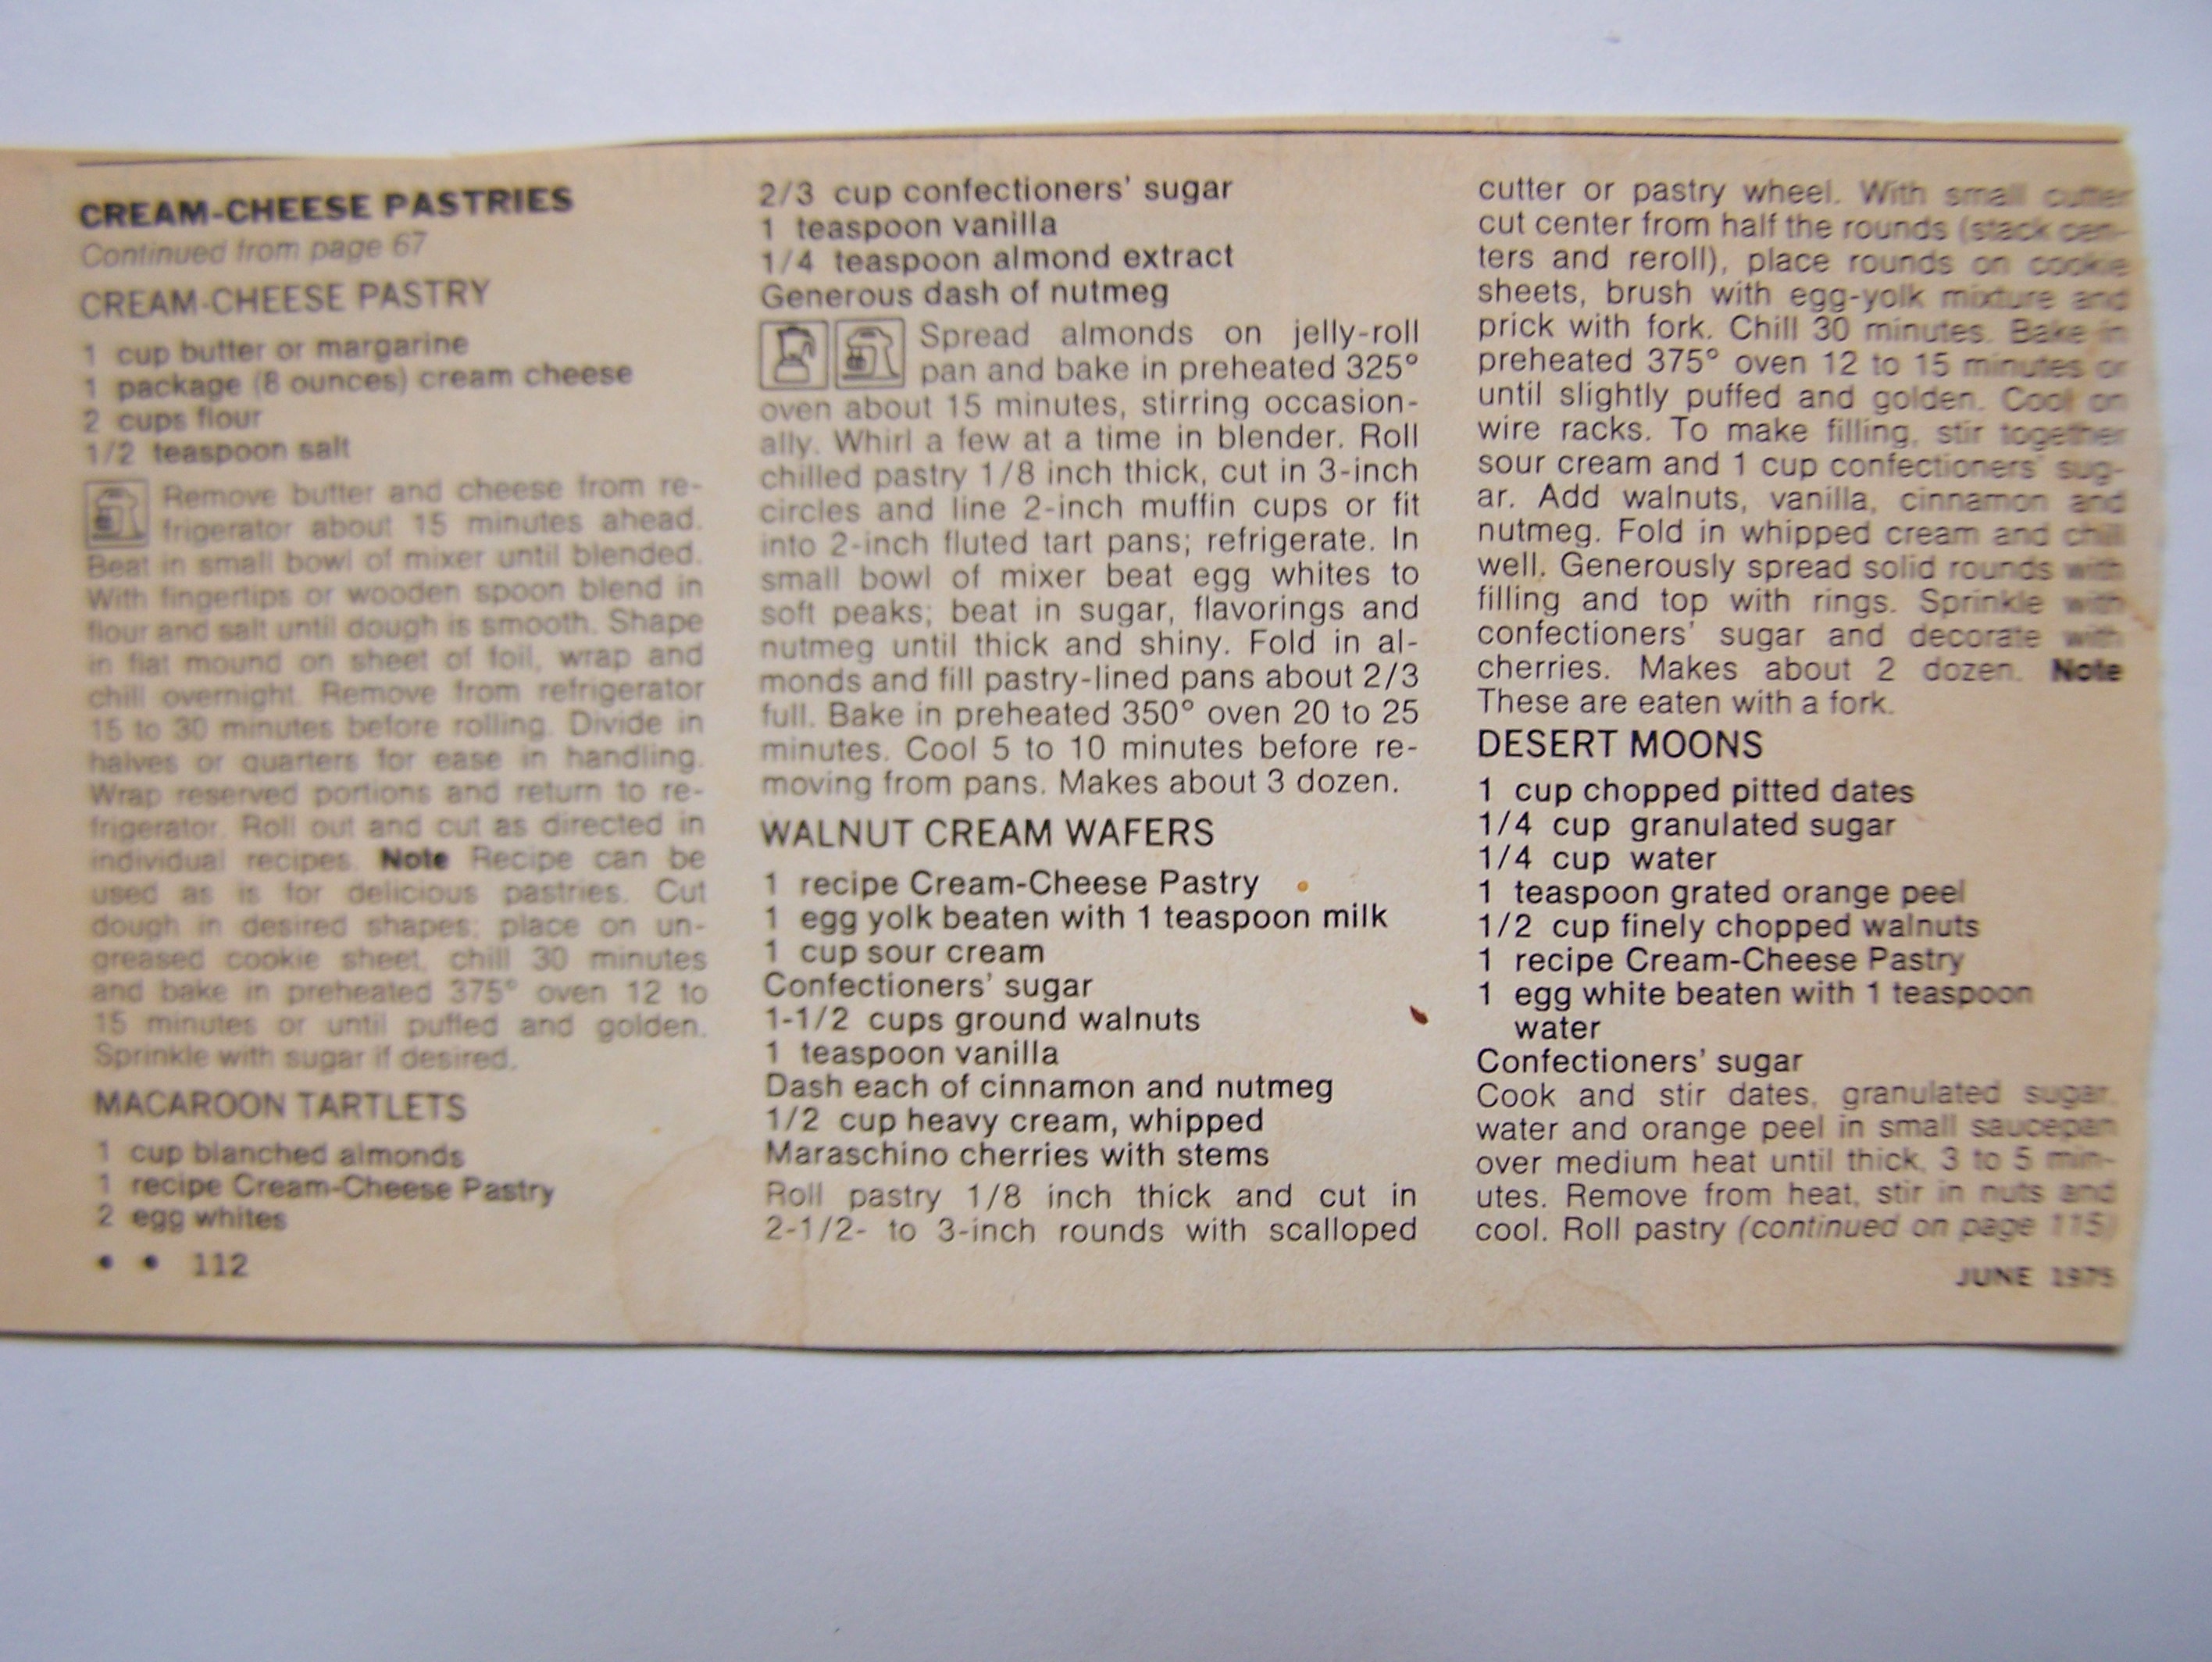 CREAM-CHEESE PASTRIES
Continued from page 67
CREAM-CHEESE PASTRY
1 cup butter or margarine
1 package (8 ounces) cream cheese
2 cups flour
1/2 teaspoon salt
Remove butter and cheese from re-
frigerator about 15 minutes ahead.
Beat in small bowl of mixer until blended.
With fingertips or wooden spoon blend in
flour and salt until dough is smooth. Shape
in flat mound on sheet of foil, wrap and
chill overnight. Remove from refrigerator
15 to 30 minutes before rolling. Divide in
halves or quarters for ease in handling.
Wrap reserved portions and return to re-
frigerator. Roll out and cut as directed in
individual recipes. Note Recipe can be
used as is for delicious pastries. Cut
dough in desired shapes; place on un-
greased cookie sheet, chill 30 minutes
and bake in preheated 375° oven 12 to
15 minutes or until puffed and golden.
Sprinkle with sugar if desired.
MACAROON TARTLETS
1 cup blanched almonds
1 recipe Cream-Cheese Pastry
2 egg whites
• • 112
2/3 cup confectioners' sugar
1 teaspoon vanilla
1/4 teaspoon almond extract
Generous dash of nutmeg
Spread almonds on jelly-roll
pan and bake in preheated 325°
oven about 15 minutes, stirring occasion-
ally. Whirl a few at a time in blender. Roll
chilled pastry 1/8 inch thick, cut in 3-inch
circles and line 2-inch muffin cups or fit
into 2-inch fluted tart pans; refrigerate. In
small bowl of mixer beat egg whites to
soft peaks; beat in sugar, flavorings and
nutmeg until thick and shiny. Fold in al-
monds and fill pastry-lined pans about 2/3
full. Bake in preheated 350° oven 20 to 25
minutes. Cool 5 to 10 minutes before re-
moving from pans. Makes about 3 dozen.
WALNUT CREAM WAFERS
1 recipe Cream-Cheese Pastry
1 egg yolk beaten with 1 teaspoon milk
1 cup sour cream
Confectioners' sugar
1-1/2 cups ground walnuts
1 teaspoon vanilla
Dash each of cinnamon and nutmeg
1/2 cup heavy cream, whipped
Maraschino cherries with stems
Roll pastry 1/8 inch thick and cut in
2-1/2- to 3-inch rounds with scalloped
cutter or pastry wheel. With small cutter
cut center from half the rounds (stack cen-
ters and reroll), place rounds on cookie
sheets, brush with egg-yolk mixture and
prick with fork. Chill 30 minutes. Bake in
preheated 375° oven 12 to 15 minutes or
until slightly puffed and golden. Cool on
wire racks. To make filling, stir together
sour cream and 1 cup confectioners' sug-
ar. Add walnuts, vanilla, cinnamon and
nutmeg. Fold in whipped cream and chill
well. Generously spread solid rounds with
filling and top with rings. Sprinkle with
confectioners' sugar and decorate with
cherries. Makes about 2 dozen. Note
These are eaten with a fork.
DESERT MOONS
1 cup chopped pitted dates
1/4 cup granulated sugar
1/4 cup water
1 teaspoon grated orange peel
1/2 cup finely chopped walnuts
1 recipe Cream-Cheese Pastry
1 egg white beaten with 1 teaspoon
water
Confectioners' sugar
Cook and stir dates, granulated sugar,
water and orange peel in small saucepan
over medium heat until thick, 3 to 5 min-
utes. Remove from heat, stir in nuts and
cool. Roll pastry (continued on page 115)
JUNE 1975